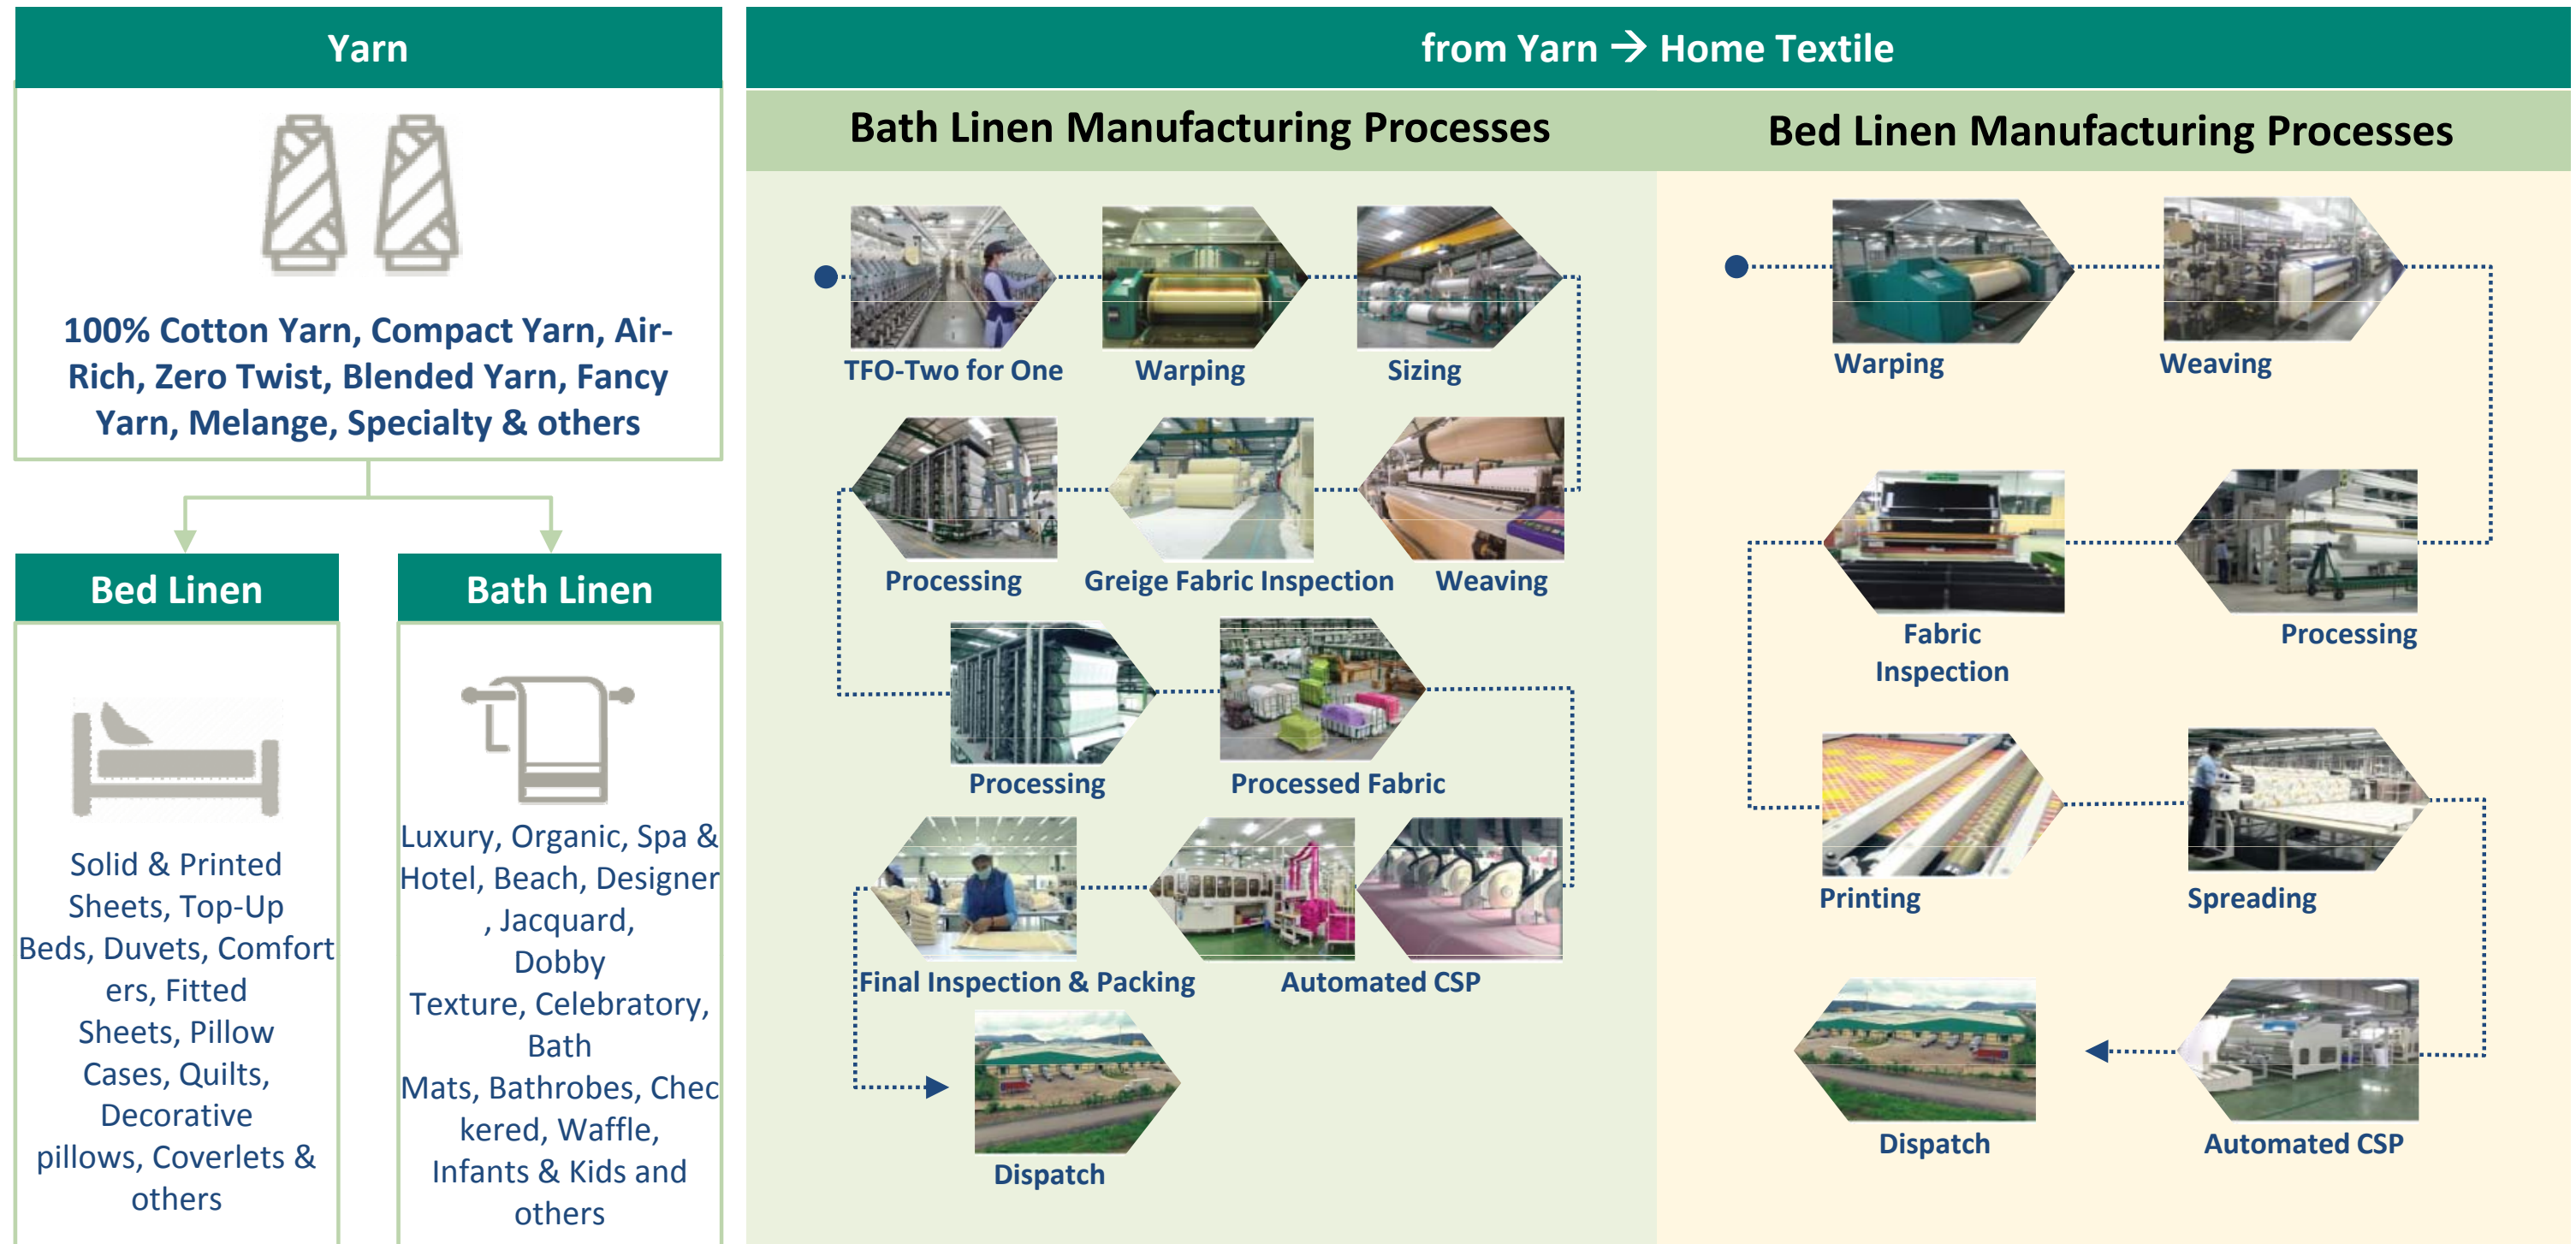 Yarn
100% Cotton Yarn, Compact Yarn, Air-
Rich, Zero Twist, Blended Yarn, Fancy
Yarn, Melange, Specialty & others
Bed Linen
Solid & Printed
Sheets, Top-Up
Beds, Duvets, Comfort
ers, Fitted
Sheets, Pillow
Cases, Quilts,
Decorative
pillows, Coverlets &
others
Bath Linen
Luxury, Organic, Spa &
Hotel, Beach, Designer
, Jacquard,
Dobby
Texture, Celebratory,
Bath
Mats, Bathrobes, Chec
kered, Waffle,
Infants & Kids and
others
from Yarn → Home Textile
Bath Linen Manufacturing Processes
TFO-Two for One
Warping
Sizing
Processing
Greige Fabric Inspection
Weaving
Processing
Processed Fabric
Final Inspection & Packing
Automated CSP
Dispatch
Bed Linen Manufacturing Processes
Warping
Weaving
Fabric
Inspection
Processing
Printing
Spreading
Dispatch
Automated CSP